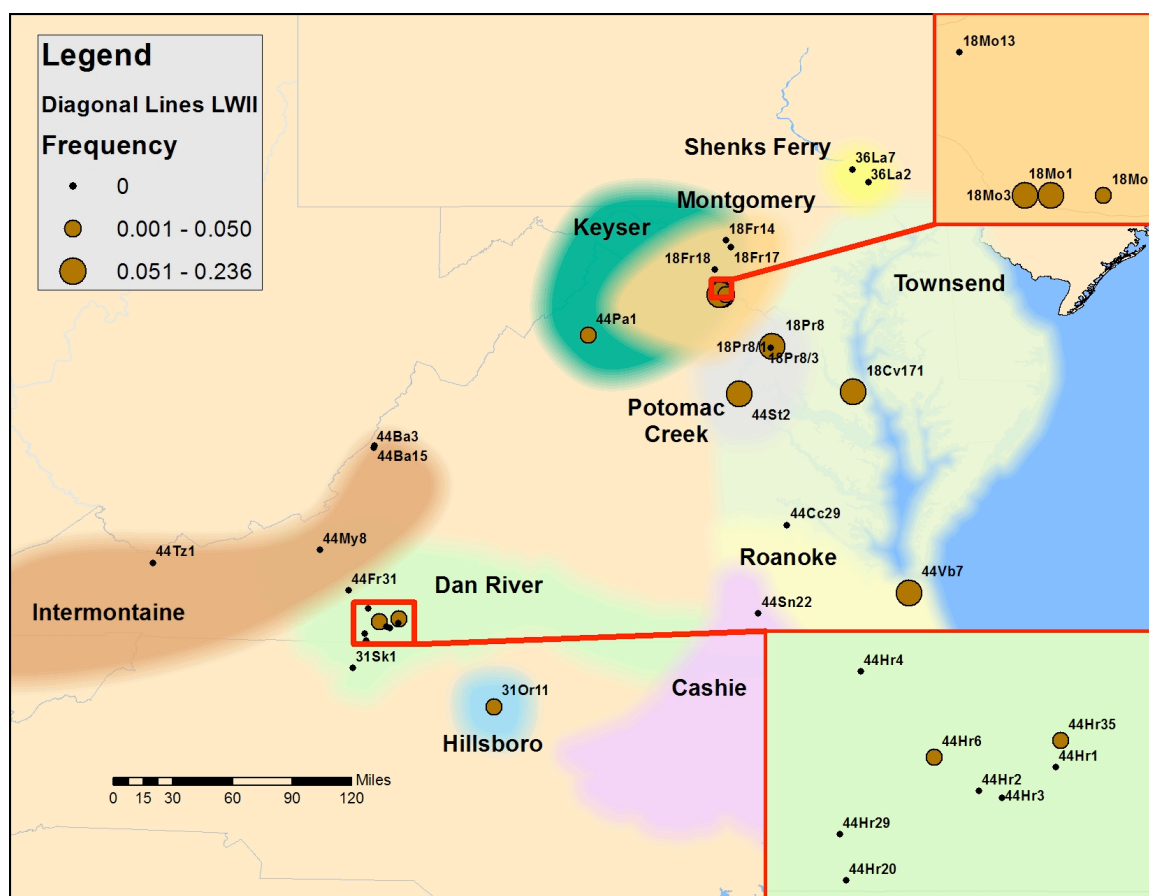 Legend
Diagonal Lines LWII
Frequency
0
0.001 - 0.050
0.051 - 0.236
18Mo13
18Mo3
18Mo1
18Mo
Shenks Ferry
36La7
36La2
Montgomery
Keyser
18Fr14
18Fr17
18Fr18
Townsend
44Pa1
18Pr8
18Pr8/1
18Pr8/3
18Cv171
Potomac
Creek
44St2
44Ba3
44Ba15
44Cc29
44My8
44Tz1
Roanoke
44Vb7
44Fr31
Dan River
Intermontaine
44Sn22
31Sk1
Cashie
31Or11
Hillsboro
44Hr4
44Hr35
44Hr6
44Hr1
44Hr2
44Hr3
44Hr29
44Hr20
Miles
0 15 30 60 90 120